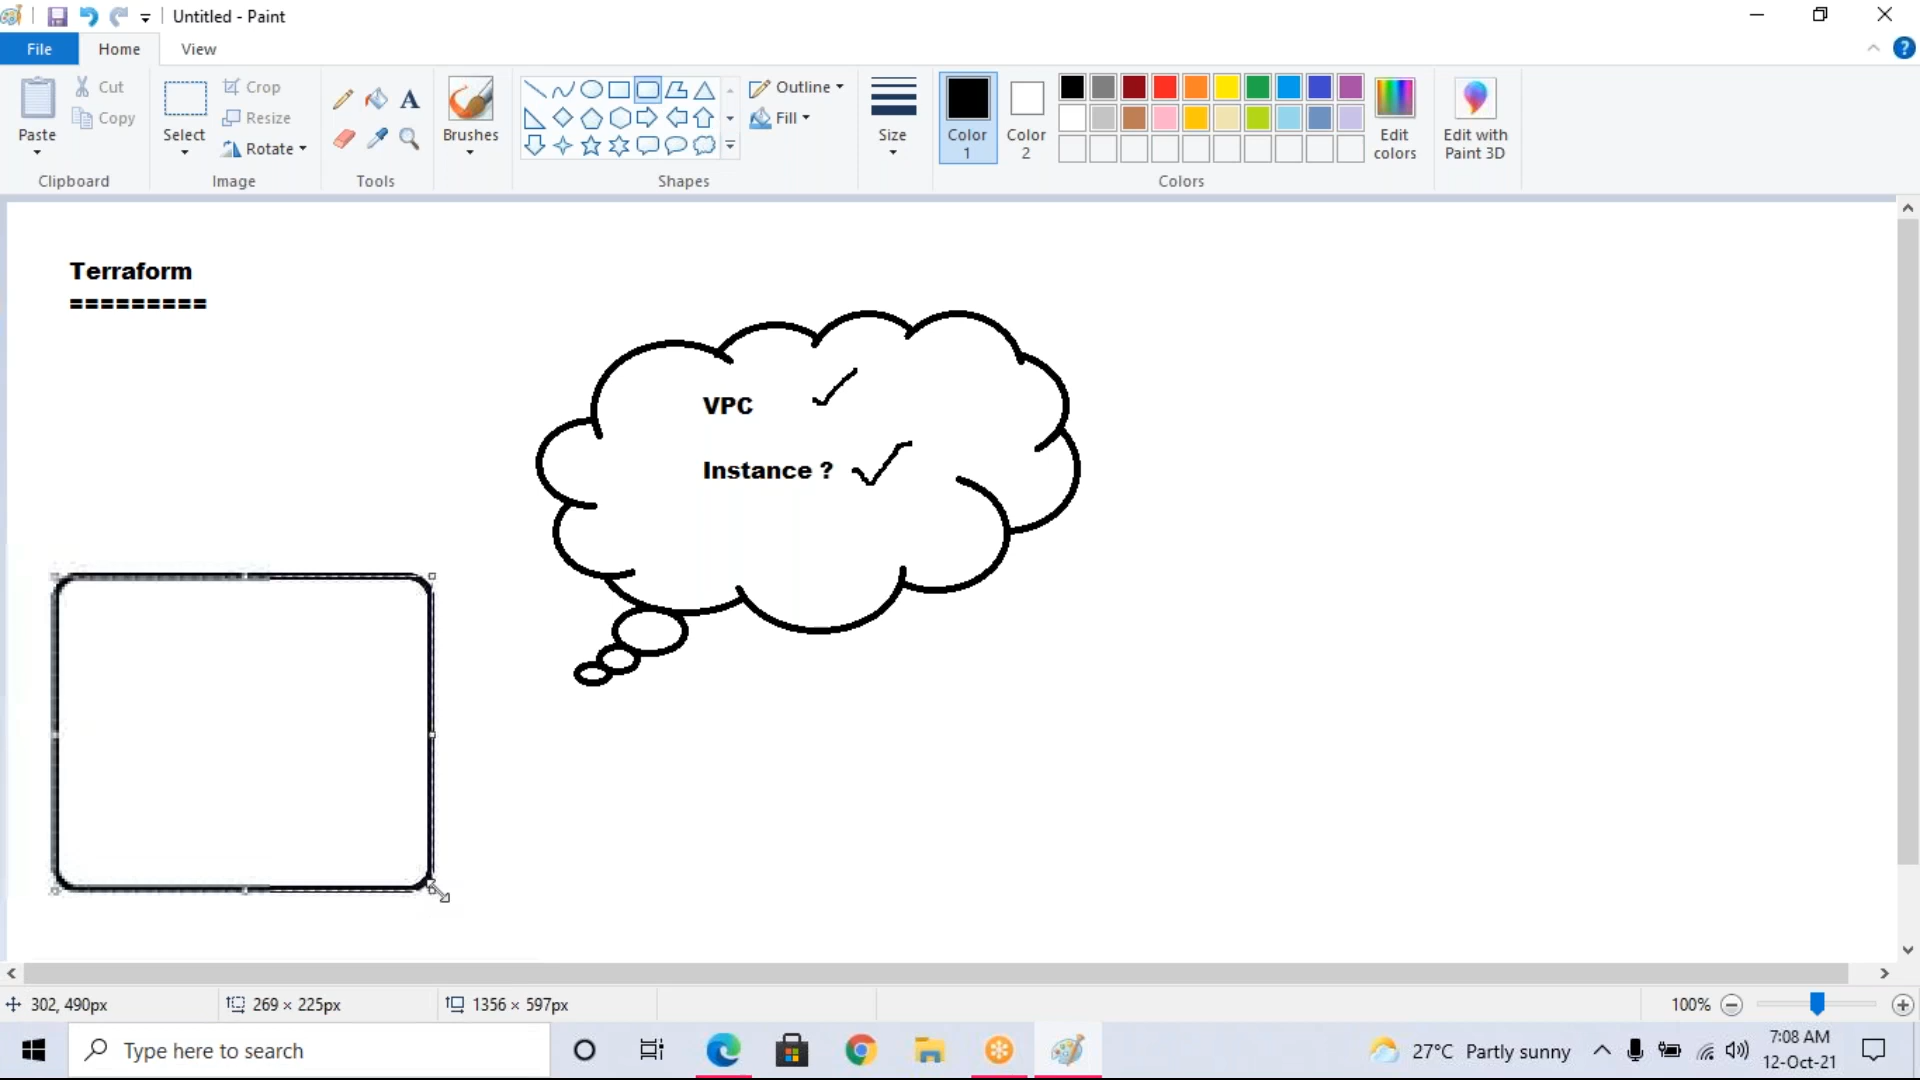 Untitled - Paint
File
Home
View
Paste
Cut
Copy
Clipboard
Select
Crop
Resize
Rotate
Image
A
Tools
Brushes
Outline
Fill
Shapes
Size
Color
1
Color
2
Edit
colors
Edit with
Paint 3D
Colors
?
Terraform
=========
VPC
Instance ?
302, 490px
269 × 225px
1356 × 597px
100%
Type here to search
27°C Partly sunny
7:08 AM
12-Oct-21